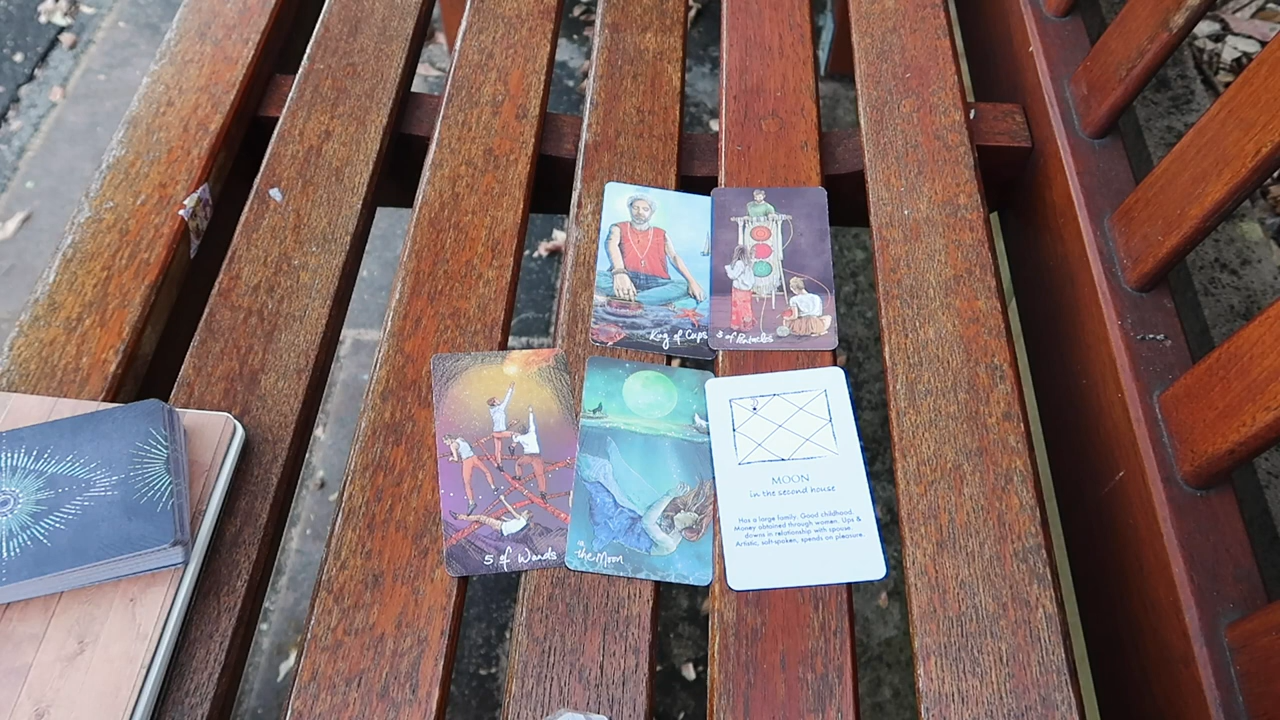 King of Cups
3 of Pentacles
5 of Wands
the Moon
MOON
in the second house
Has a large family. Good childhood.
Money obtained through women. Ups &
downs in relationship with spouse.
Artistic, soft-spoken, spends on pleasure.